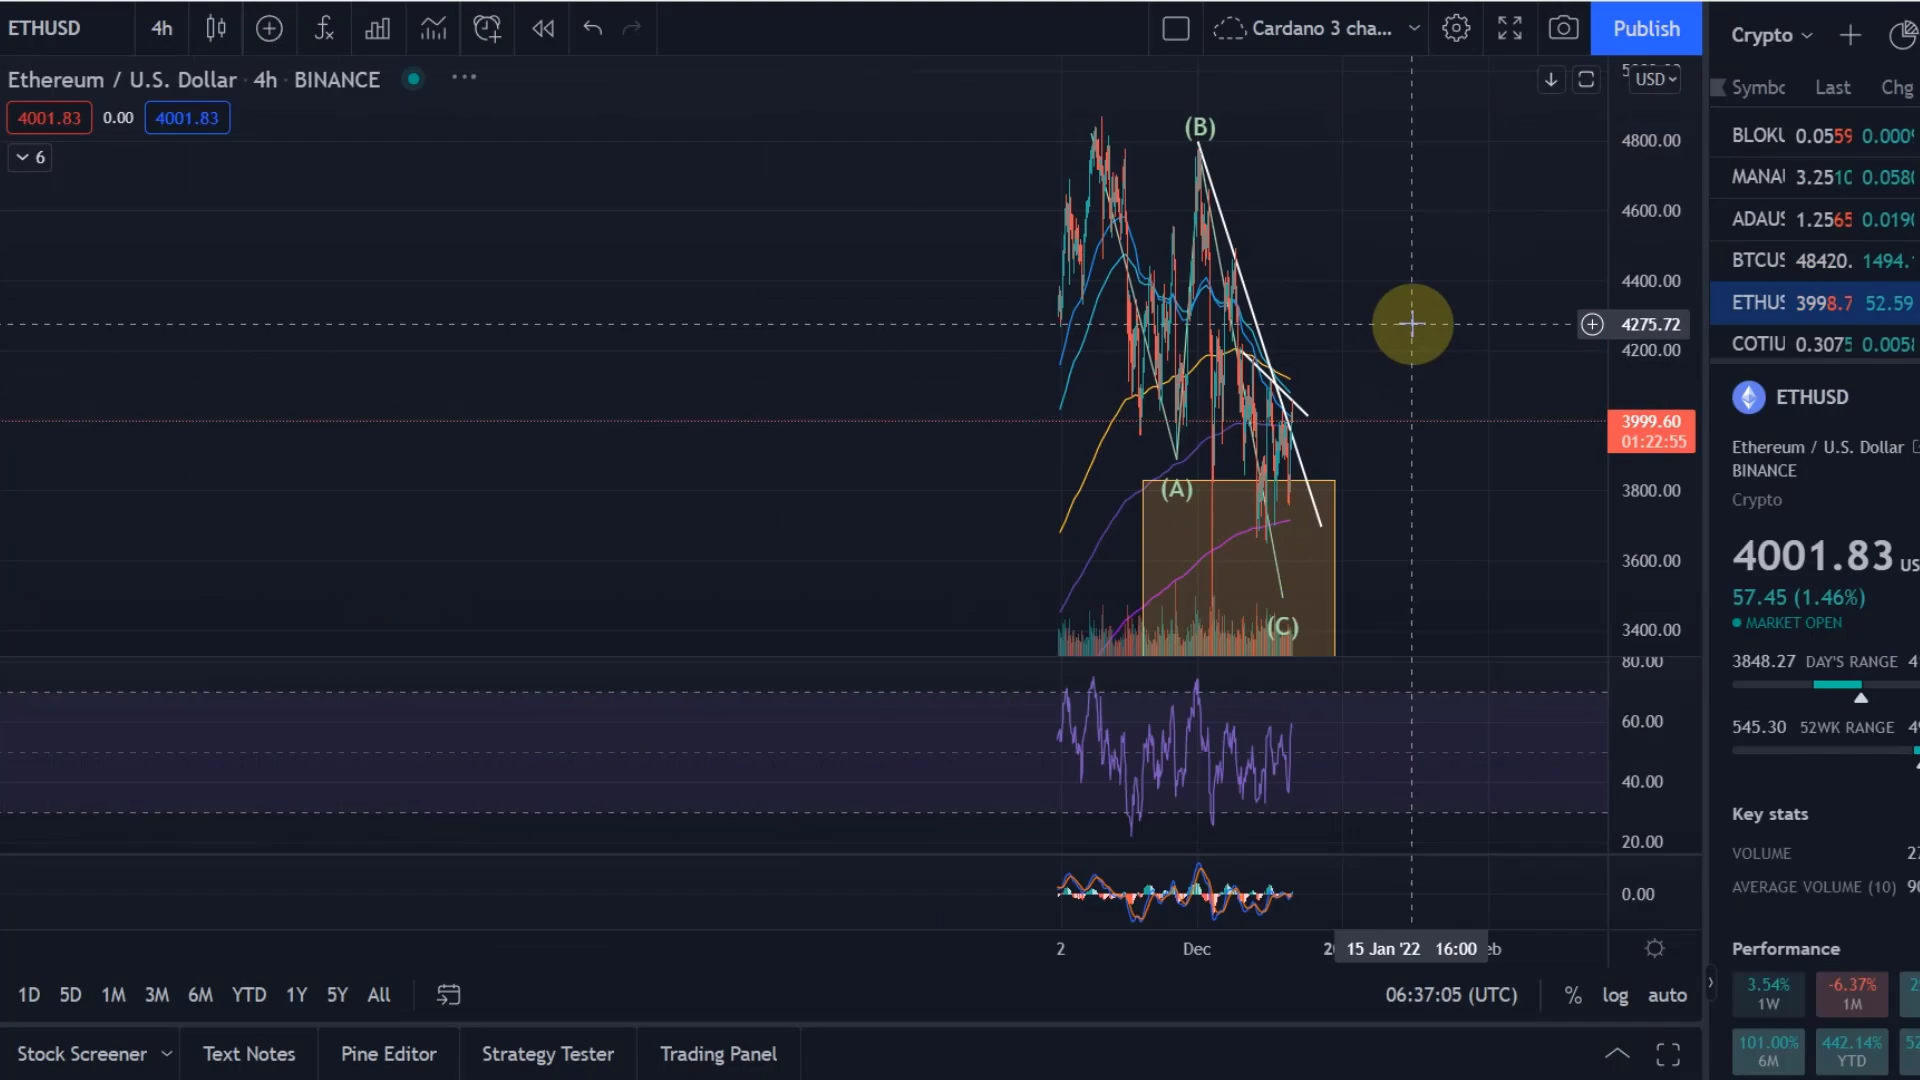 ETHUSD 4h Cardano 3 cha... Publish
Ethereum / U.S. Dollar · 4h · BINANCE
4001.83 0.00 4001.83
6
USD
4800.00
4600.00
4400.00
4275.72
4200.00
3999.60
01:22:55
3800.00
3600.00
3400.00
(B)
(A)
(C)
80.00
60.00
40.00
20.00
0.00
2 Dec 15 Jan '22 16:00 eb
1D 5D 1M 3M 6M YTD 1Y 5Y All
06:37:05 (UTC) % log auto
Stock Screener Text Notes Pine Editor Strategy Tester Trading Panel
Crypto
Symbo Last Chg
BLOKU 0.0559 0.000
MANAU 3.2510 0.058
ADAUS 1.2565 0.019
BTCUS 48420. 1494.
ETHUS 3998.7 52.59
COTIU 0.3075 0.005
ETHUSD
Ethereum / U.S. Dollar
BINANCE
Crypto
4001.83 US
57.45 (1.46%)
MARKET OPEN
3848.27 DAY'S RANGE 4
545.30 52WK RANGE 4
Key stats
VOLUME
AVERAGE VOLUME (10) 90
Performance
3.54% -6.37%
1W 1M
101.00% 442.14%
6M YTD